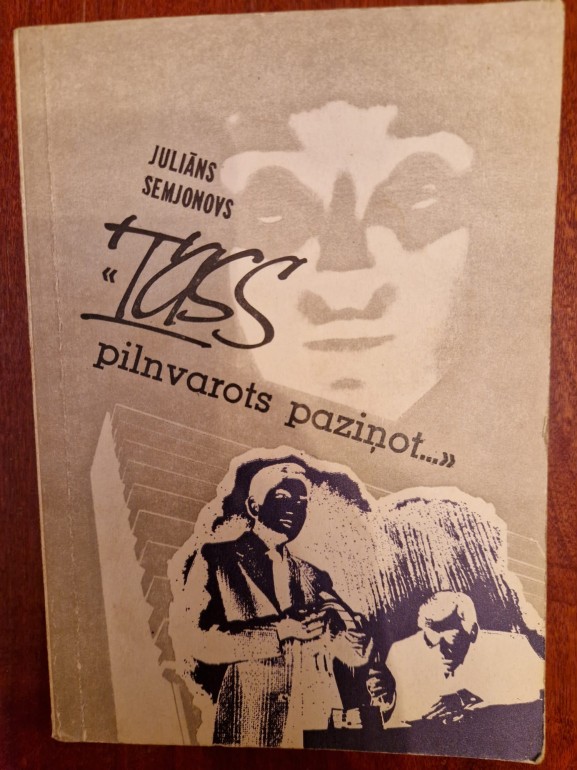 JULIĀNS
SEMJONOVS
«TASS
pilnvarots paziņot...»